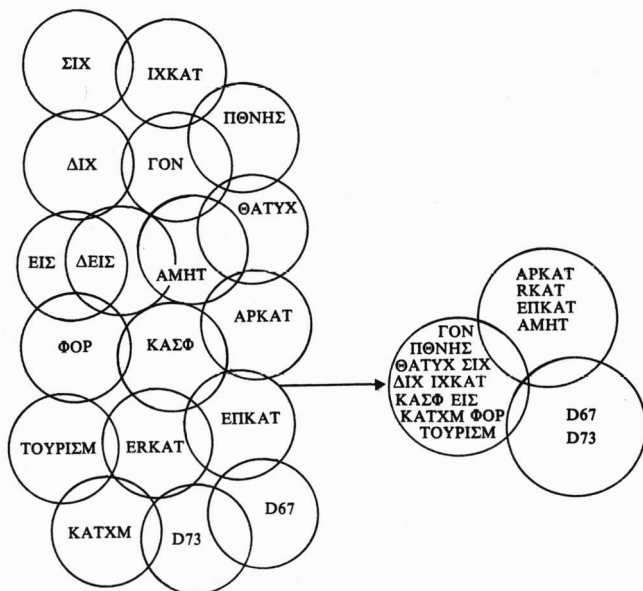 ΣΙΧ
ΙΧΚΑΤ
ΠΘΝΗΣ
ΔΙΧ
ΓΟΝ
ΘΑΤΥΧ
ΕΙΣ
ΔΕΙΣ
ΑΜΗΤ
ΑΡΚΑΤ
ΦΟΡ
ΚΑΣΦ
ΕΠΚΑΤ
ΤΟΥΡΙΣΜ
ERKAT
D67
ΚΑΤΧΜ
D73
ΑΡΚΑΤ
RΚΑΤ
ΕΠΚΑΤ
ΑΜΗΤ
ΓΟΝ
ΠΘΝΗΣ
ΘΑΤΥΧ ΣΙΧ
ΔΙΧ ΙΧΚΑΤ
ΚΑΣΦ ΕΙΣ
ΚΑΤΧΜ ΦΟΡ
ΤΟΥΡΙΣΜ
D67
D73